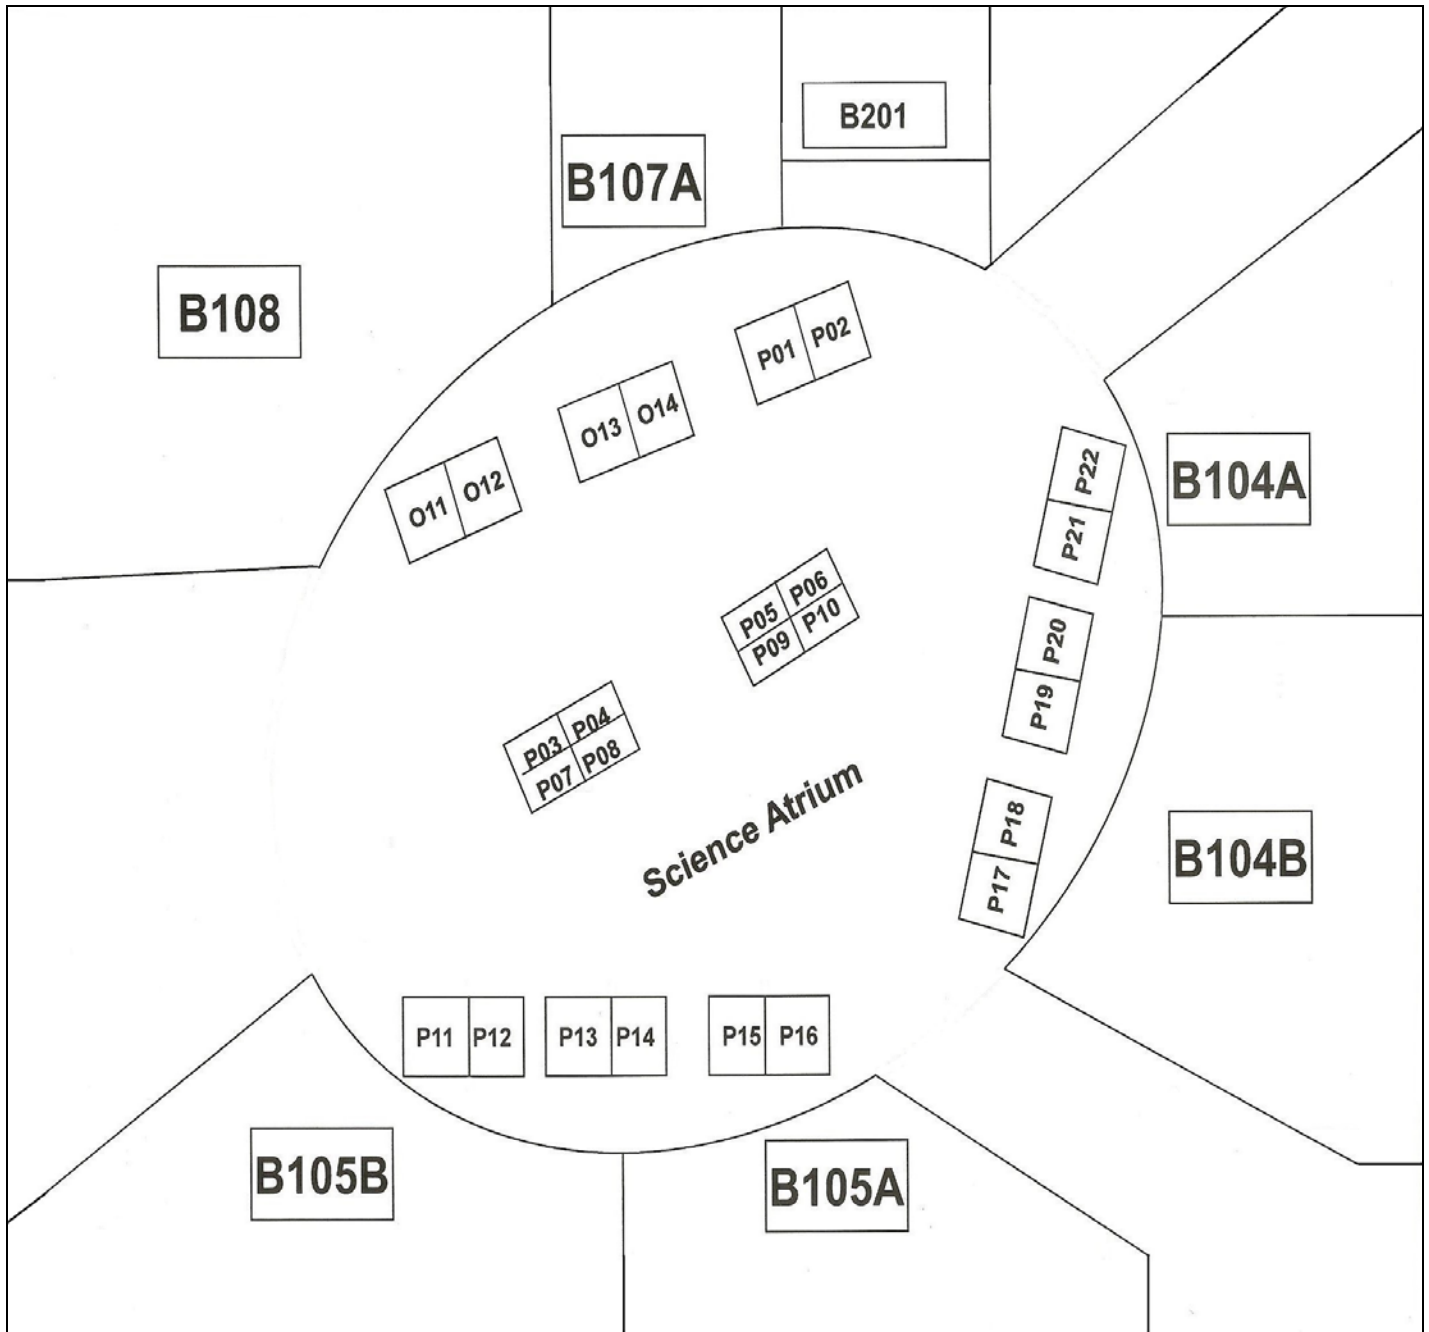 B201
B107A
B108
P01 P02
O13 O14
O11 O12
B104A
P22
P21
P05 P06
P09 P10
P20
P19
P03 P04
P07 P08
Science Atrium
P18
P17
B104B
P11 P12 P13 P14 P15 P16
B105B
B105A